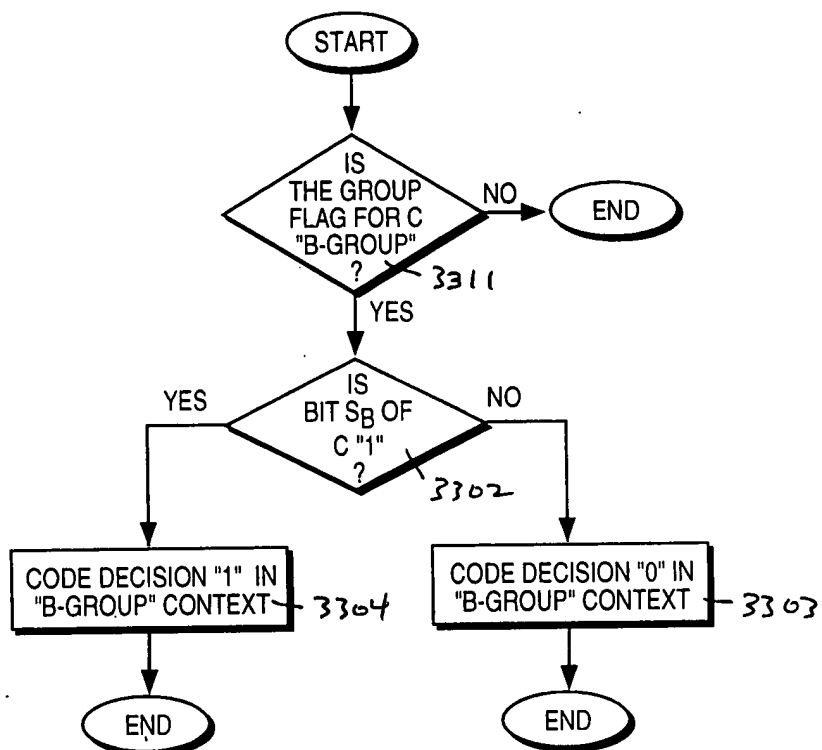 START
IS
THE GROUP
FLAG FOR C
"B-GROUP"
?
NO
END
3311
YES
IS
BIT SB OF
C "1"
?
YES
NO
3302
CODE DECISION "1" IN
"B-GROUP" CONTEXT
3304
CODE DECISION "0" IN
"B-GROUP" CONTEXT
3303
END
END